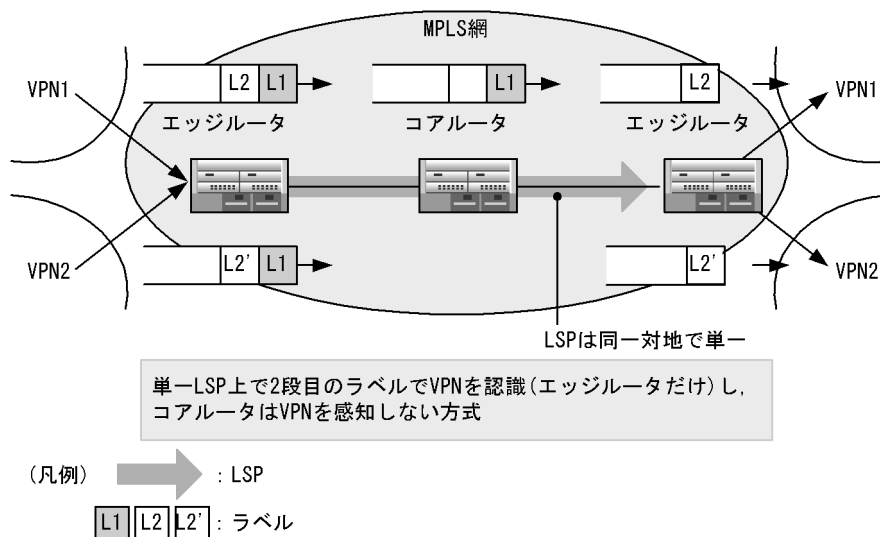 MPLS網
VPN1
L2 L1
L1
L2
VPN1
エッジルータ
コアルータ
エッジルータ
VPN2
L2' L1
L2'
VPN2
LSPは同一対地で単一
単一LSP上で2段目のラベルでVPNを認識(エッジルータだけ)し,
コアルータはVPNを感知しない方式
(凡例) : LSP
L1 L2 L2' : ラベル